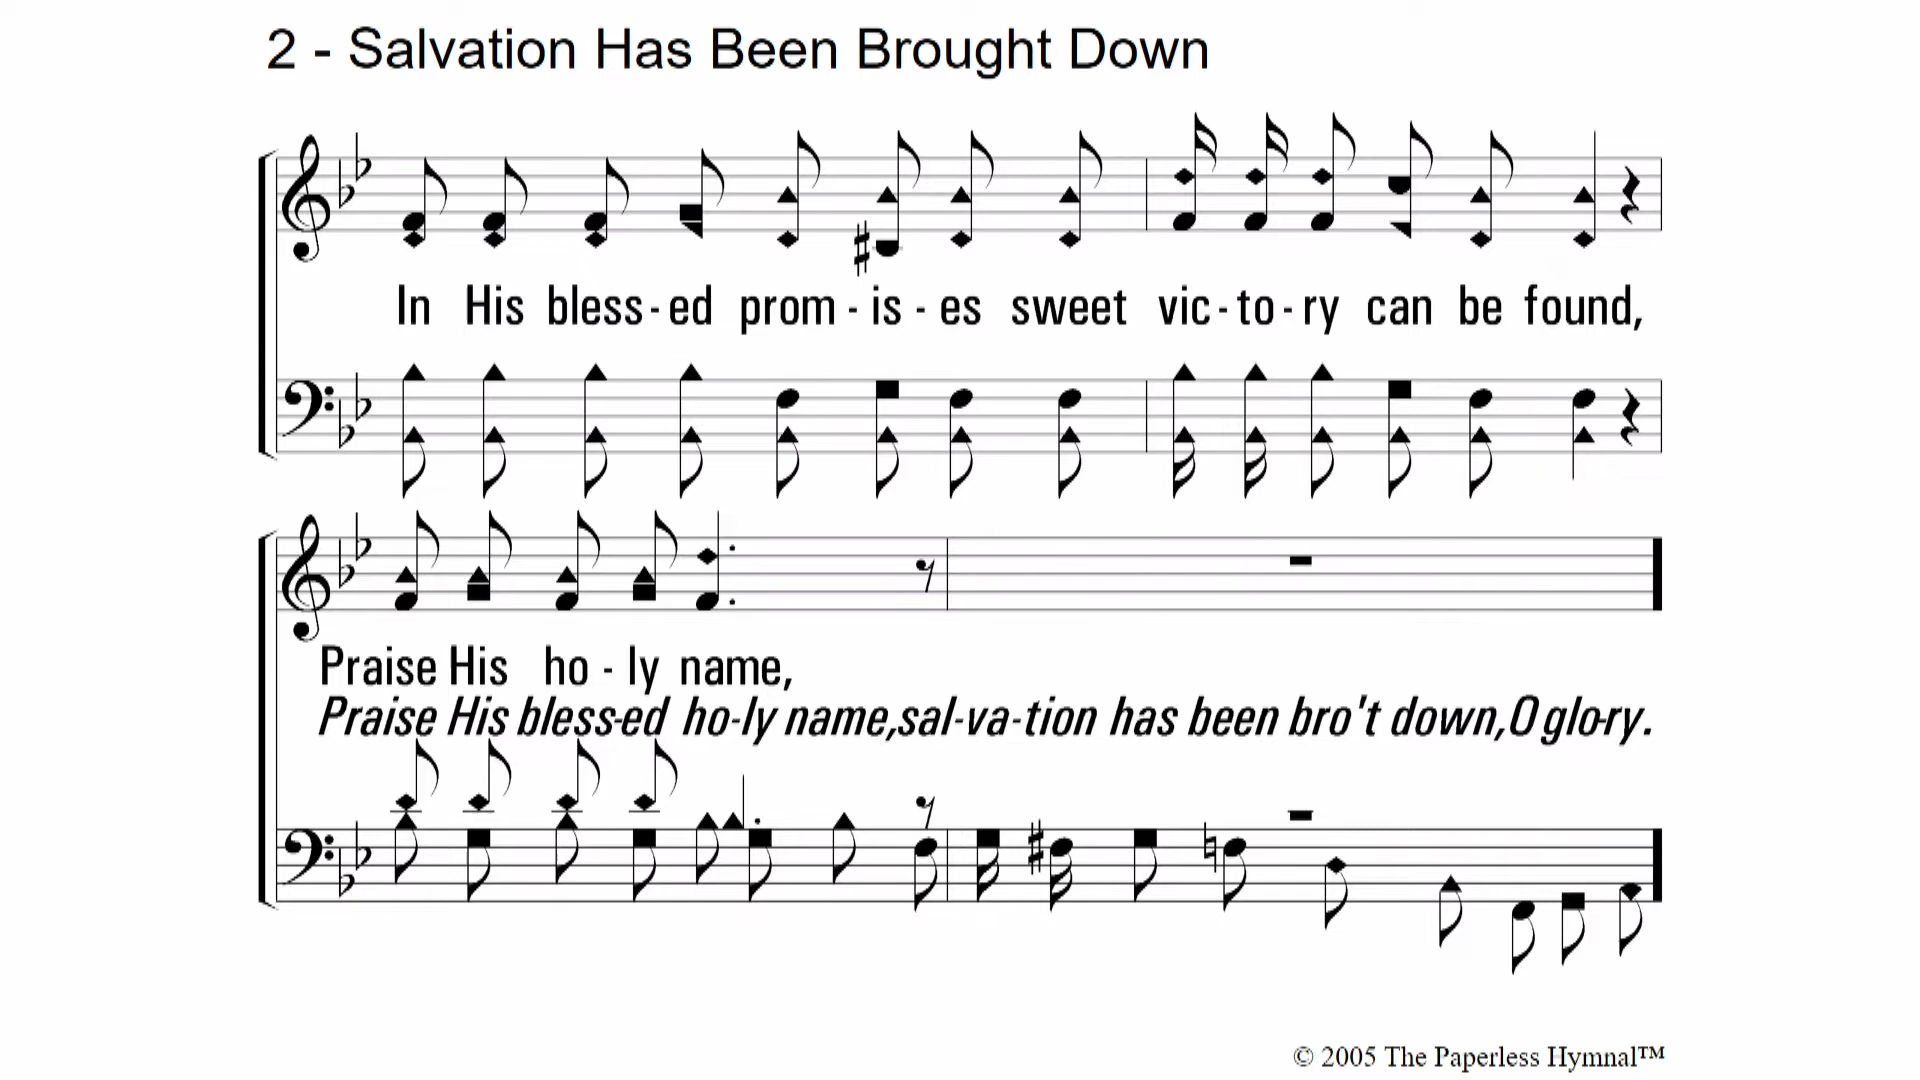 2 - Salvation Has Been Brought Down
In His bless - ed prom - is - es sweet vic - to - ry can be found,
Praise His ho - ly name,
Praise His bless-ed ho-ly name,sal-va-tion has been bro't down,O glo-ry.
© 2005 The Paperless Hymnal™